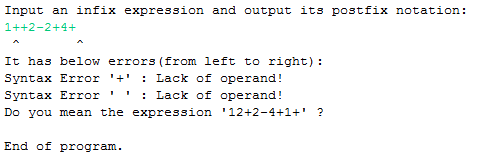 Input an infix expression and output its postfix notation:
1++2-2+4+
^ ^
It has below errors(from left to right):
Syntax Error '+' : Lack of operand!
Syntax Error ' ' : Lack of operand!
Do you mean the expression '12+2-4+1+' ?
End of program.